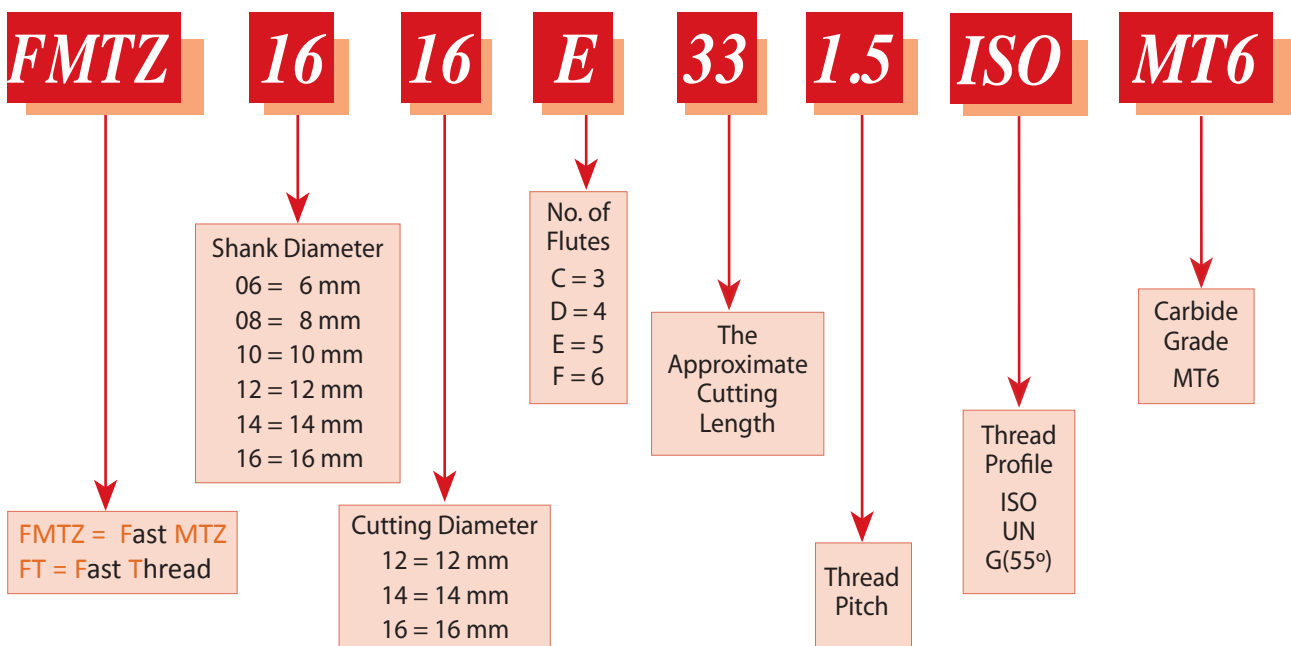 FMTZ 16 16 E 33 1.5 ISO MT6
FMTZ = Fast MTZ
FT = Fast Thread
Shank Diameter
06 = 6 mm
08 = 8 mm
10 = 10 mm
12 = 12 mm
14 = 14 mm
16 = 16 mm
Cutting Diameter
12 = 12 mm
14 = 14 mm
16 = 16 mm
No. of
Flutes
C = 3
D = 4
E = 5
F = 6
The
Approximate
Cutting
Length
Thread
Pitch
Thread
Profile
ISO
UN
G(55º)
Carbide
Grade
MT6